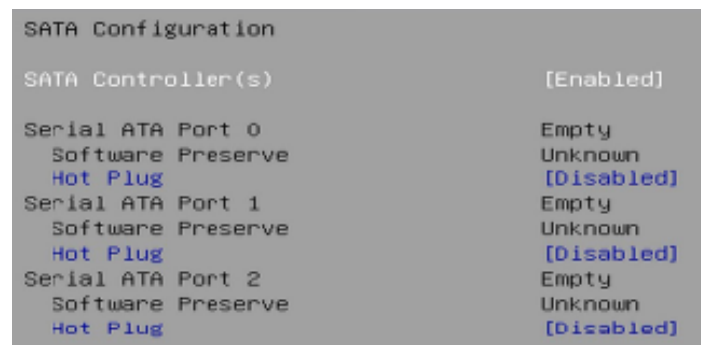 SATA Configuration
SATA Controller(s) [Enabled]
Serial ATA Port 0 Empty
Software Preserve Unknown
Hot Plug [Disabled]
Serial ATA Port 1 Empty
Software Preserve Unknown
Hot Plug [Disabled]
Serial ATA Port 2 Empty
Software Preserve Unknown
Hot Plug [Disabled]